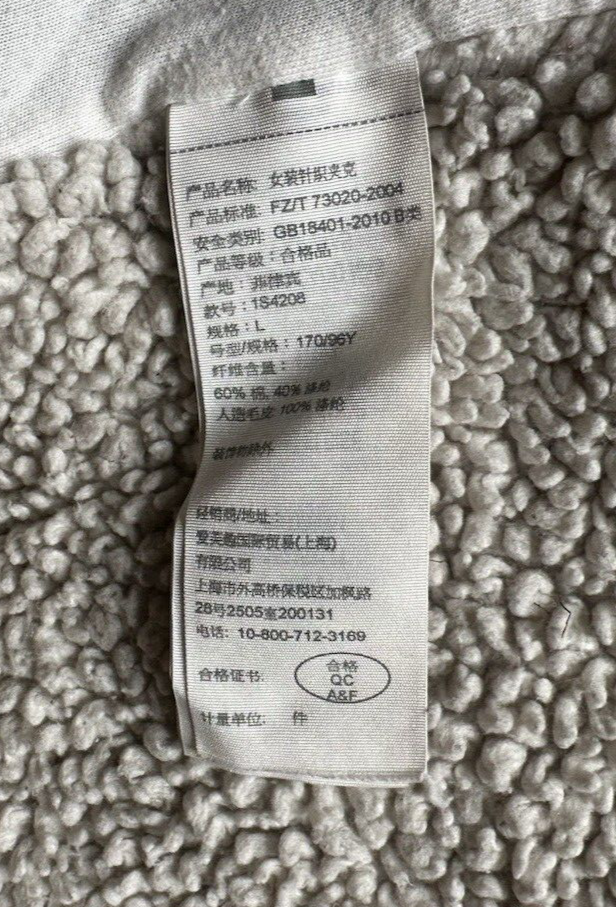 产品名称: 女装针织夹克
产品标准: FZ/T 73020-2004
安全类别: GB18401-2010 B类
产品等级：合格品
产地：菲律宾
款号：1S4208
规格：L
号型/规格：170/96Y
纤维含量：
60% 棉, 40% 涤纶
人造毛皮 100% 涤纶
装饰物除外
经销商/地址：
国际贸易(上海)
有限公司
上海市外高桥保税区加枫路
28号2505室200131
电话: 10-800-712-3169
合格证书:
合格
QC
A&F
计量单位: 件